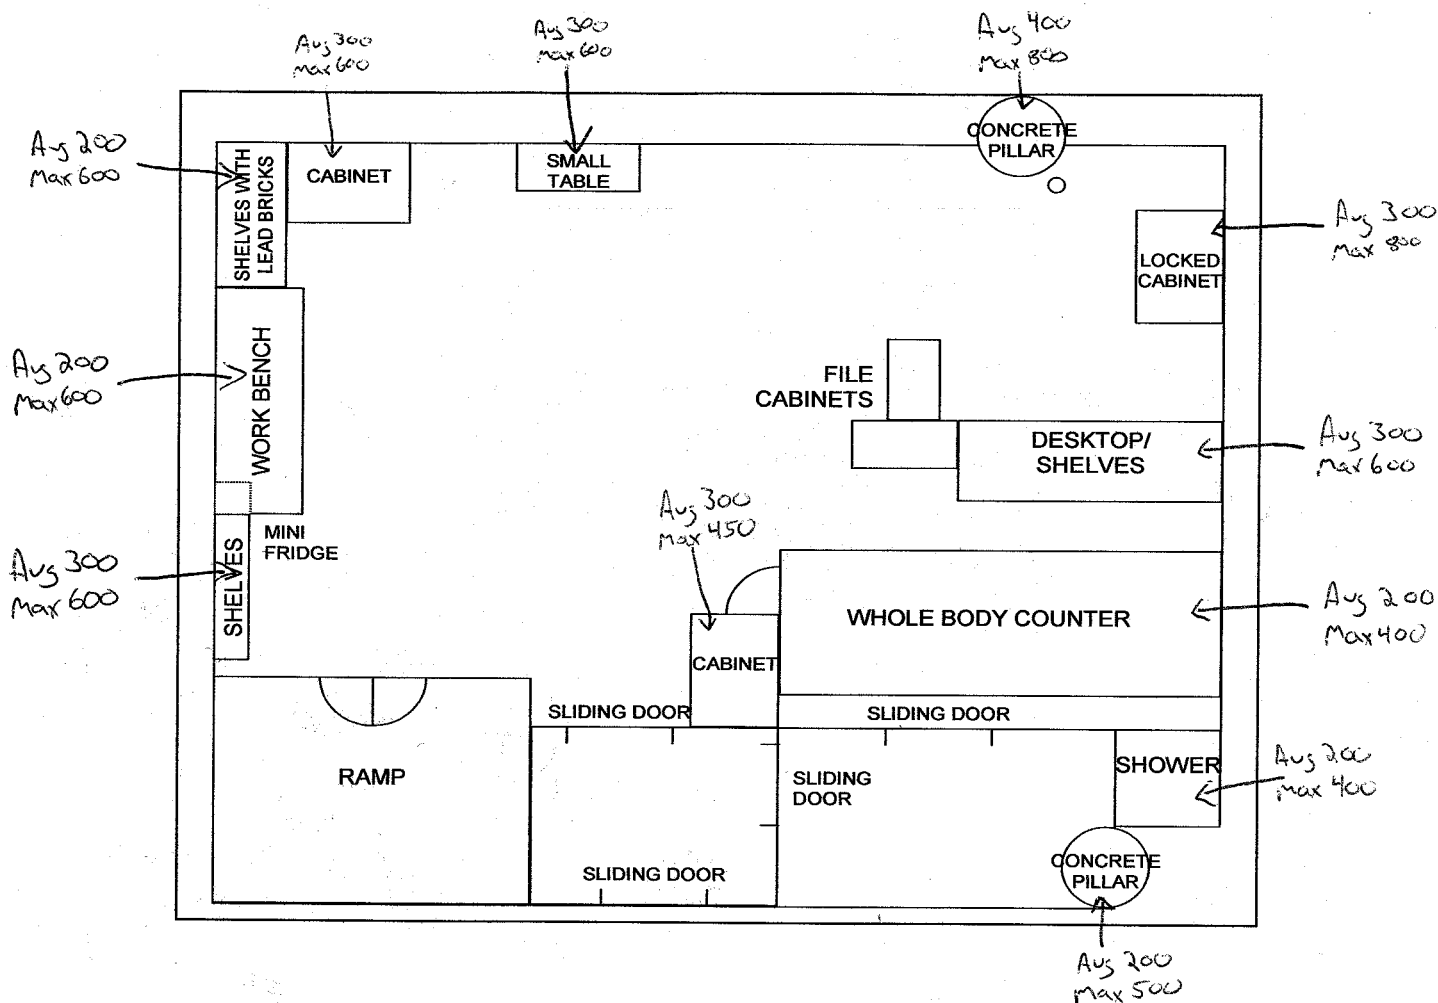 Avg 300
Max 600
Avg 300
Max 600
Avg 400
Max 800
Avg 200
Max 600
SHELVES WITH
LEAD BRICKS
CABINET
SMALL
TABLE
CONCRETE
PILLAR
Avg 300
Max 800
LOCKED
CABINET
Avg 200
Max 600
WORK BENCH
FILE
CABINETS
DESKTOP/
SHELVES
Avg 300
Max 600
Avg 300
Max 450
MINI
FRIDGE
Avg 300
Max 600
SHELVES
WHOLE BODY COUNTER
Avg 200
Max 400
CABINET
SLIDING DOOR
SLIDING DOOR
RAMP
SLIDING
DOOR
SHOWER
Avg 200
Max 400
SLIDING DOOR
CONCRETE
PILLAR
Avg 200
Max 500